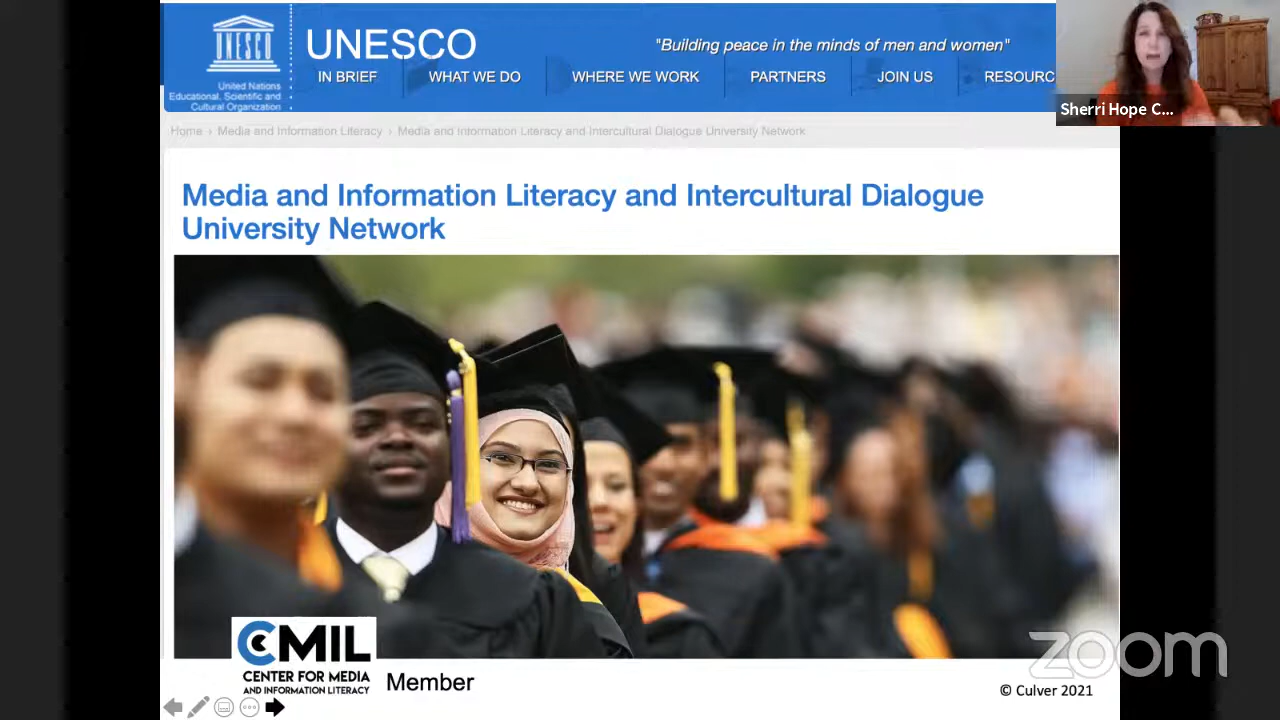 UNESCO
"Building peace in the minds of men and women"
UNESCO
United Nations
Educational, Scientific and
Cultural Organization
IN BRIEF
WHAT WE DO
WHERE WE WORK
PARTNERS
JOIN US
RESOURC
Sherri Hope C...
Home › Media and Information Literacy › Media and Information Literacy and Intercultural Dialogue University Network
Media and Information Literacy and Intercultural Dialogue
University Network
CMIL
CENTER FOR MEDIA
AND INFORMATION LITERACY
Member
zoom
© Culver 2021